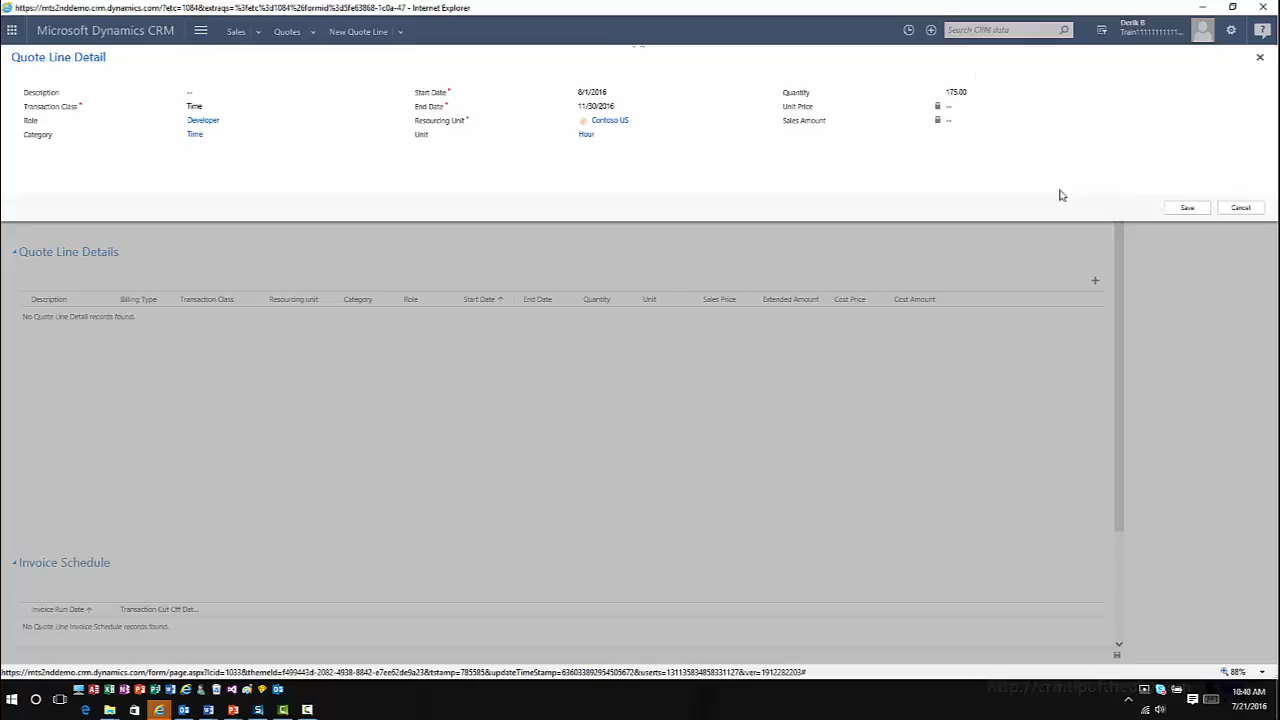 https://mts2nddemo.crm.dynamics.com/?etc=1084&extraqs=%3fetc%3d1084%26formid%3d5fe63868-1c0a-47 - Internet Explorer
Microsoft Dynamics CRM Sales Quotes New Quote Line Search CRM data Derik B
Train11111111111...
Quote Line Detail
Description -- Start Date* 8/1/2016 Quantity 175.00
Transaction Class* Time End Date* 11/30/2016 Unit Price --
Role Developer Resourcing Unit* Contoso US Sales Amount --
Category Time Unit Hour
Save Cancel
Quote Line Details
Description Billing Type Transaction Class Resourcing unit Category Role Start Date End Date Quantity Unit Sales Price Extended Amount Cost Price Cost Amount
No Quote Line Detail records found.
Invoice Schedule
Invoice Run Date Transaction Cut Off Dat...
No Quote Line Invoice Schedule records found.
88%
10:40 AM
7/21/2016